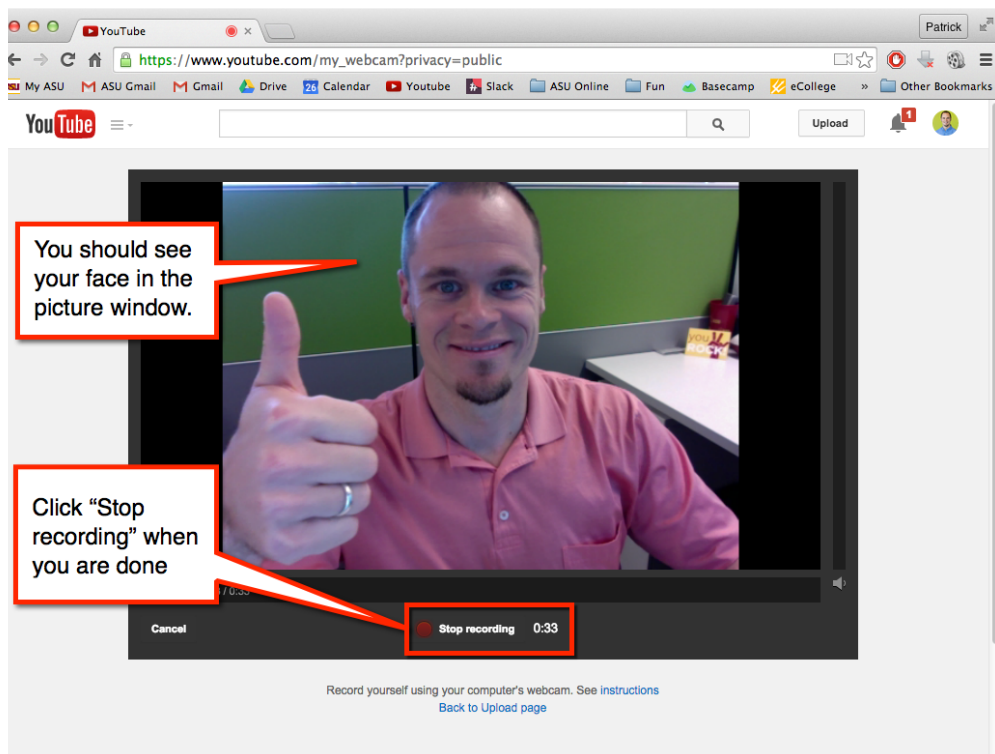 YouTube
Patrick
https://www.youtube.com/my_webcam?privacy=public
My ASU ASU Gmail Gmail Drive 26 Calendar Youtube Slack ASU Online Fun Basecamp eCollege » Other Bookmarks
YouTube
Upload
1
You should see
your face in the
picture window.
you
ROCK!
Click “Stop
recording” when
you are done
/ 0:33
Cancel
Stop recording 0:33
Record yourself using your computer's webcam. See instructions
Back to Upload page